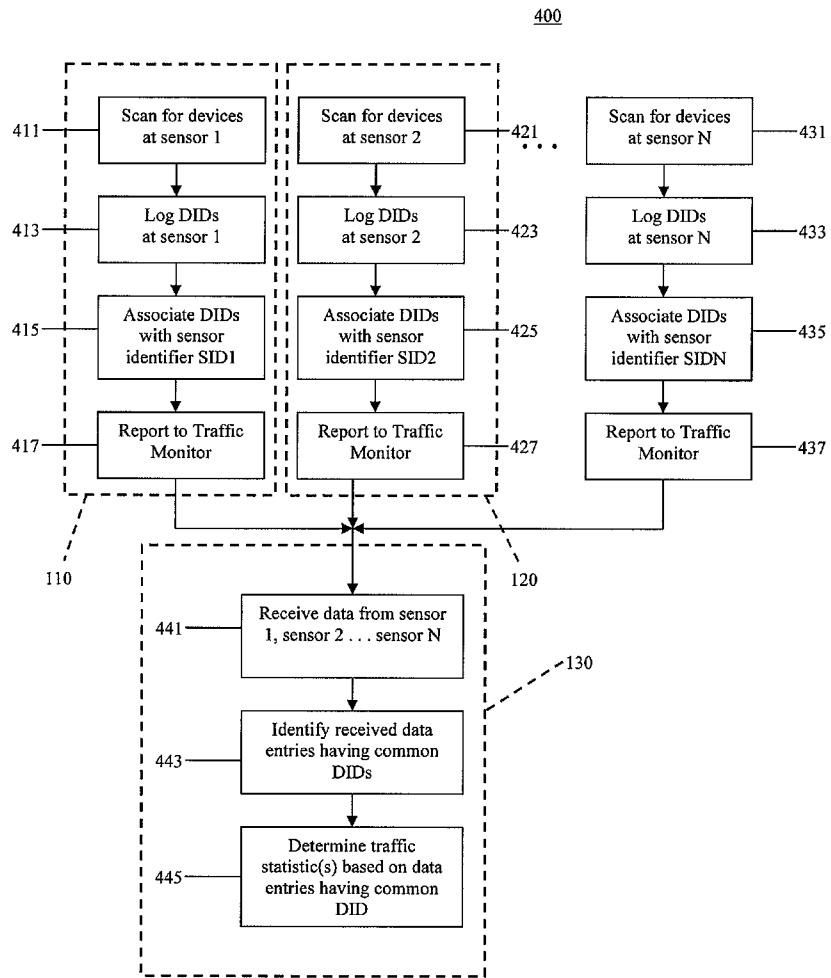 400
411
Scan for devices
at sensor 1
Scan for devices
at sensor 2
421
. . .
Scan for devices
at sensor N
431
413
Log DIDs
at sensor 1
Log DIDs
at sensor 2
423
Log DIDs
at sensor N
433
415
Associate DIDs
with sensor
identifier SID1
Associate DIDs
with sensor
identifier SID2
425
Associate DIDs
with sensor
identifier SIDN
435
417
Report to Traffic
Monitor
Report to Traffic
Monitor
427
Report to Traffic
Monitor
437
110
120
441
Receive data from sensor
1, sensor 2 . . . sensor N
130
443
Identify received data
entries having common
DIDs
445
Determine traffic
statistic(s) based on data
entries having common
DID